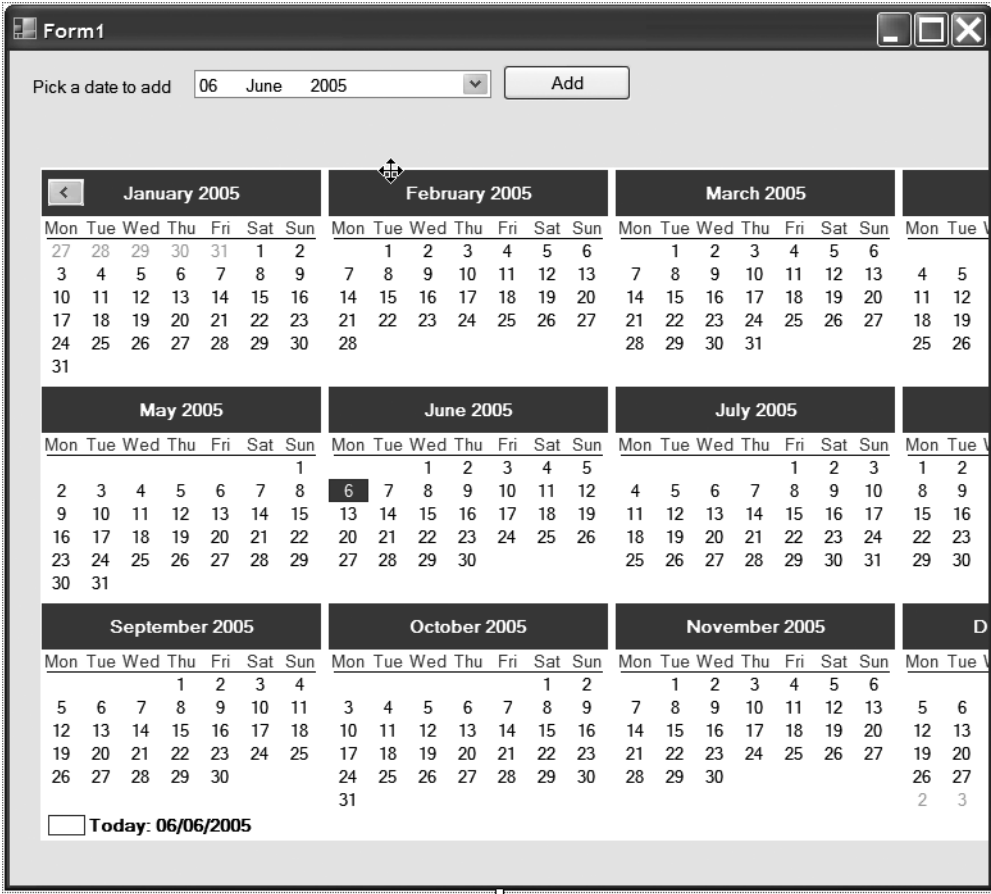 Form1
Pick a date to add 06 June 2005 Add
January 2005 February 2005 March 2005
Mon Tue Wed Thu Fri Sat Sun Mon Tue Wed Thu Fri Sat Sun Mon Tue Wed Thu Fri Sat Sun Mon Tue
27 28 29 30 31 1 2 1 2 3 4 5 6 1 2 3 4 5 6
3 4 5 6 7 8 9 7 8 9 10 11 12 13 7 8 9 10 11 12 13 4 5
10 11 12 13 14 15 16 14 15 16 17 18 19 20 14 15 16 17 18 19 20 11 12
17 18 19 20 21 22 23 21 22 23 24 25 26 27 21 22 23 24 25 26 27 18 19
24 25 26 27 28 29 30 28 28 29 30 31 25 26
31
May 2005 June 2005 July 2005
Mon Tue Wed Thu Fri Sat Sun Mon Tue Wed Thu Fri Sat Sun Mon Tue Wed Thu Fri Sat Sun Mon Tue
1 1 2 3 4 5 1 2 3 1 2
2 3 4 5 6 7 8 6 7 8 9 10 11 12 4 5 6 7 8 9 10 8 9
9 10 11 12 13 14 15 13 14 15 16 17 18 19 11 12 13 14 15 16 17 15 16
16 17 18 19 20 21 22 20 21 22 23 24 25 26 18 19 20 21 22 23 24 22 23
23 24 25 26 27 28 29 27 28 29 30 25 26 27 28 29 30 31 29 30
30 31
September 2005 October 2005 November 2005 D
Mon Tue Wed Thu Fri Sat Sun Mon Tue Wed Thu Fri Sat Sun Mon Tue Wed Thu Fri Sat Sun Mon Tue
1 2 3 4 1 2 1 2 3 4 5 6
5 6 7 8 9 10 11 3 4 5 6 7 8 9 7 8 9 10 11 12 13 5 6
12 13 14 15 16 17 18 10 11 12 13 14 15 16 14 15 16 17 18 19 20 12 13
19 20 21 22 23 24 25 17 18 19 20 21 22 23 21 22 23 24 25 26 27 19 20
26 27 28 29 30 24 25 26 27 28 29 30 28 29 30 26 27
31 2 3
Today: 06/06/2005